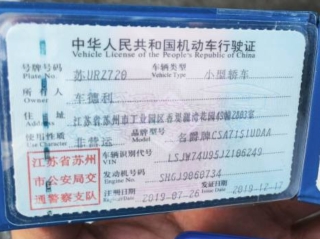 中华人民共和国机动车行驶证
Vehicle License of the People's Republic of China
号牌号码 苏URZ720 车辆类型 小型轿车
Plate No. Vehicle Type
所有人 车德利
Owner
住址
Address
使用性质 非营运 品牌型号
Use Character Model
江苏省苏州
市公安局交
通警察支队
车辆识别代号
VIN
发动机号码 SHGJ9060734
Engine No.
注册日期 2019-07-26 发证日期 2019-12-12
Register Date Issue Date